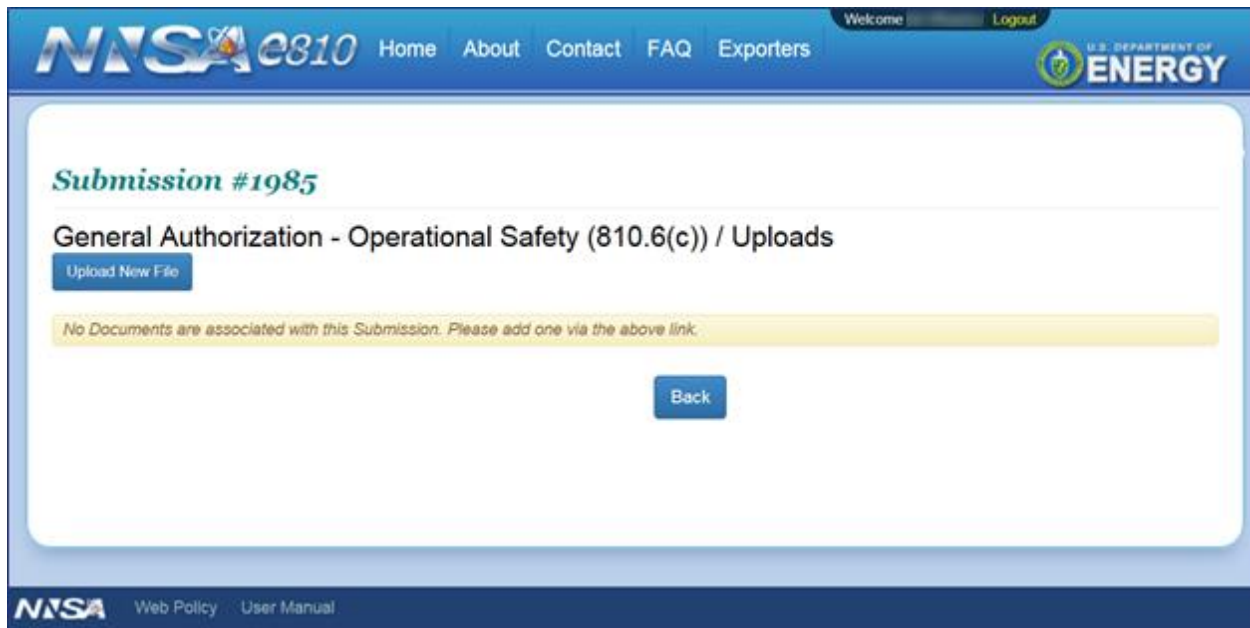 Welcome Logout
NNSA e810 Home About Contact FAQ Exporters
U.S. DEPARTMENT OF
ENERGY
Submission #1985
General Authorization - Operational Safety (810.6(c)) / Uploads
Upload New File
No Documents are associated with this Submission. Please add one via the above link.
Back
NNSA Web Policy User Manual